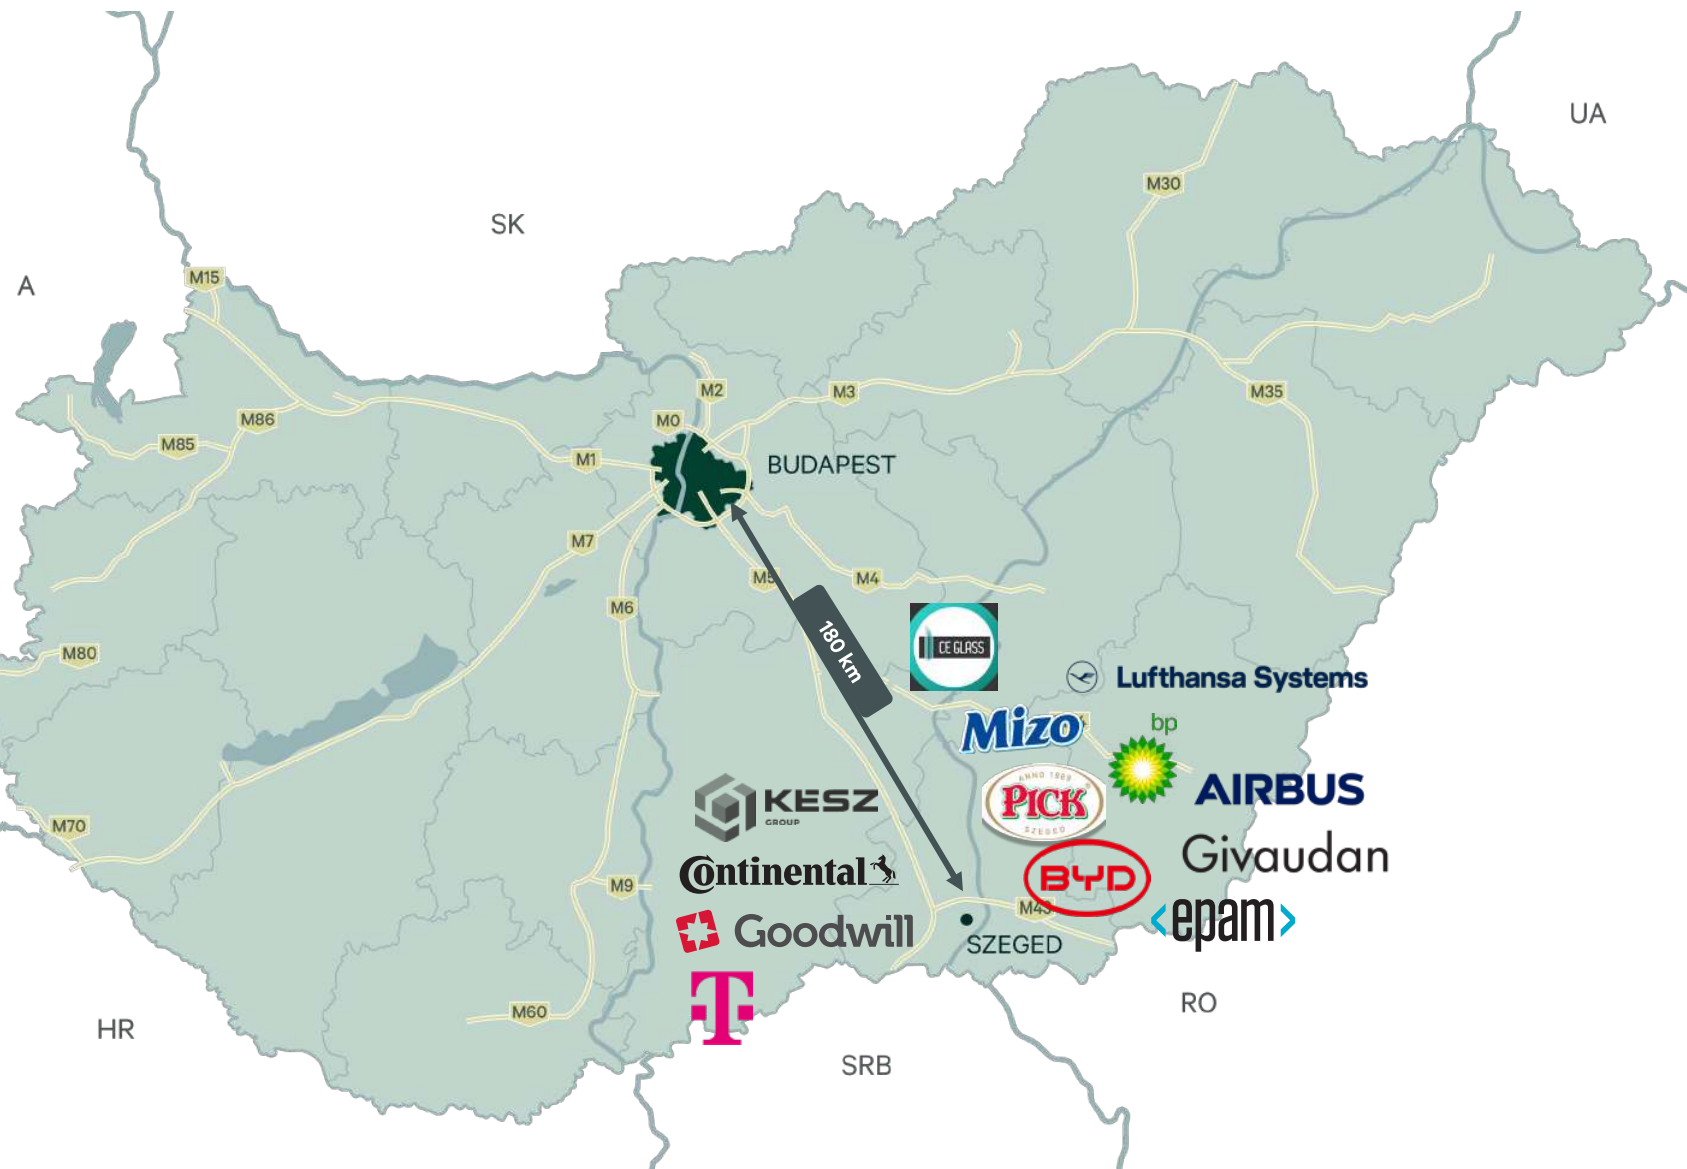 UA
M30
SK
M15
A
M2
M3
M35
M86
M0
M85
M1
BUDAPEST
M7
M5
M4
M6
180 km
CE GLASS
M80
Lufthansa Systems
Mizo
bp
ANNO 1869
PICK
SZEGED
AIRBUS
KESZ
GROUP
M70
Givaudan
Continental
BYD
M9
M43
<epam>
Goodwill
SZEGED
T
M60
RO
HR
SRB